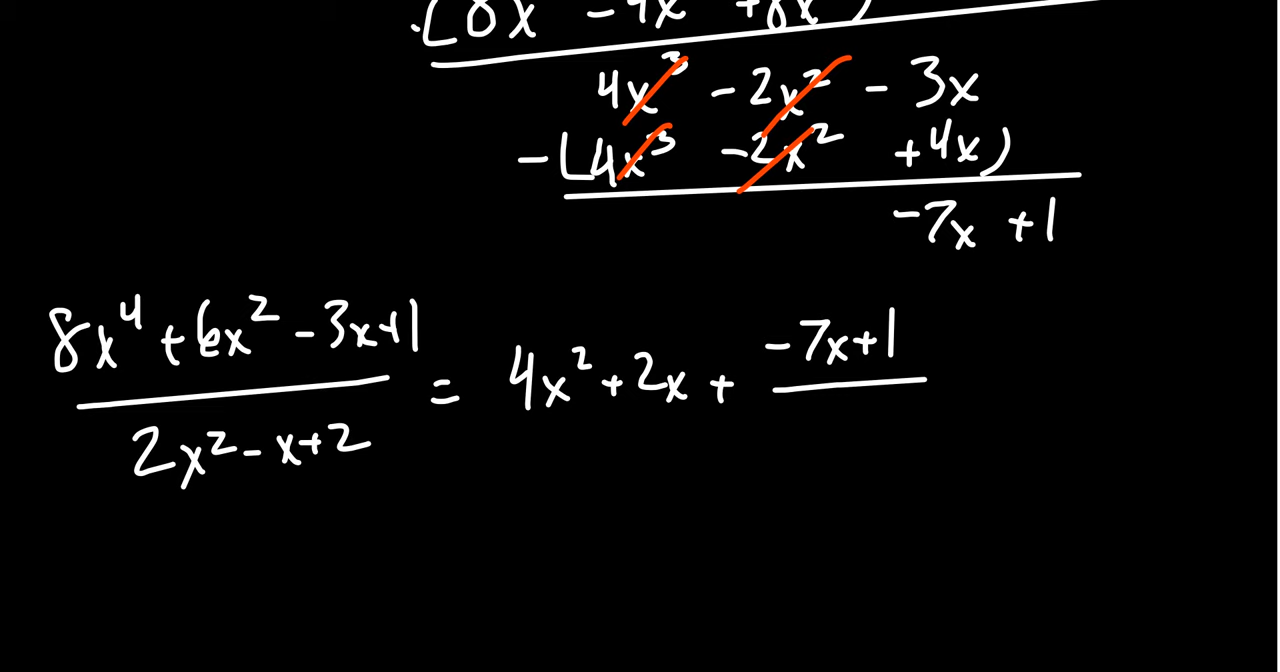 4x³ - 2x² - 3x
-(4x³ - 2x² + 4x)
-7x + 1
8x⁴ + 6x² - 3x + 1 / 2x² - x + 2 = 4x² + 2x + -7x + 1 /